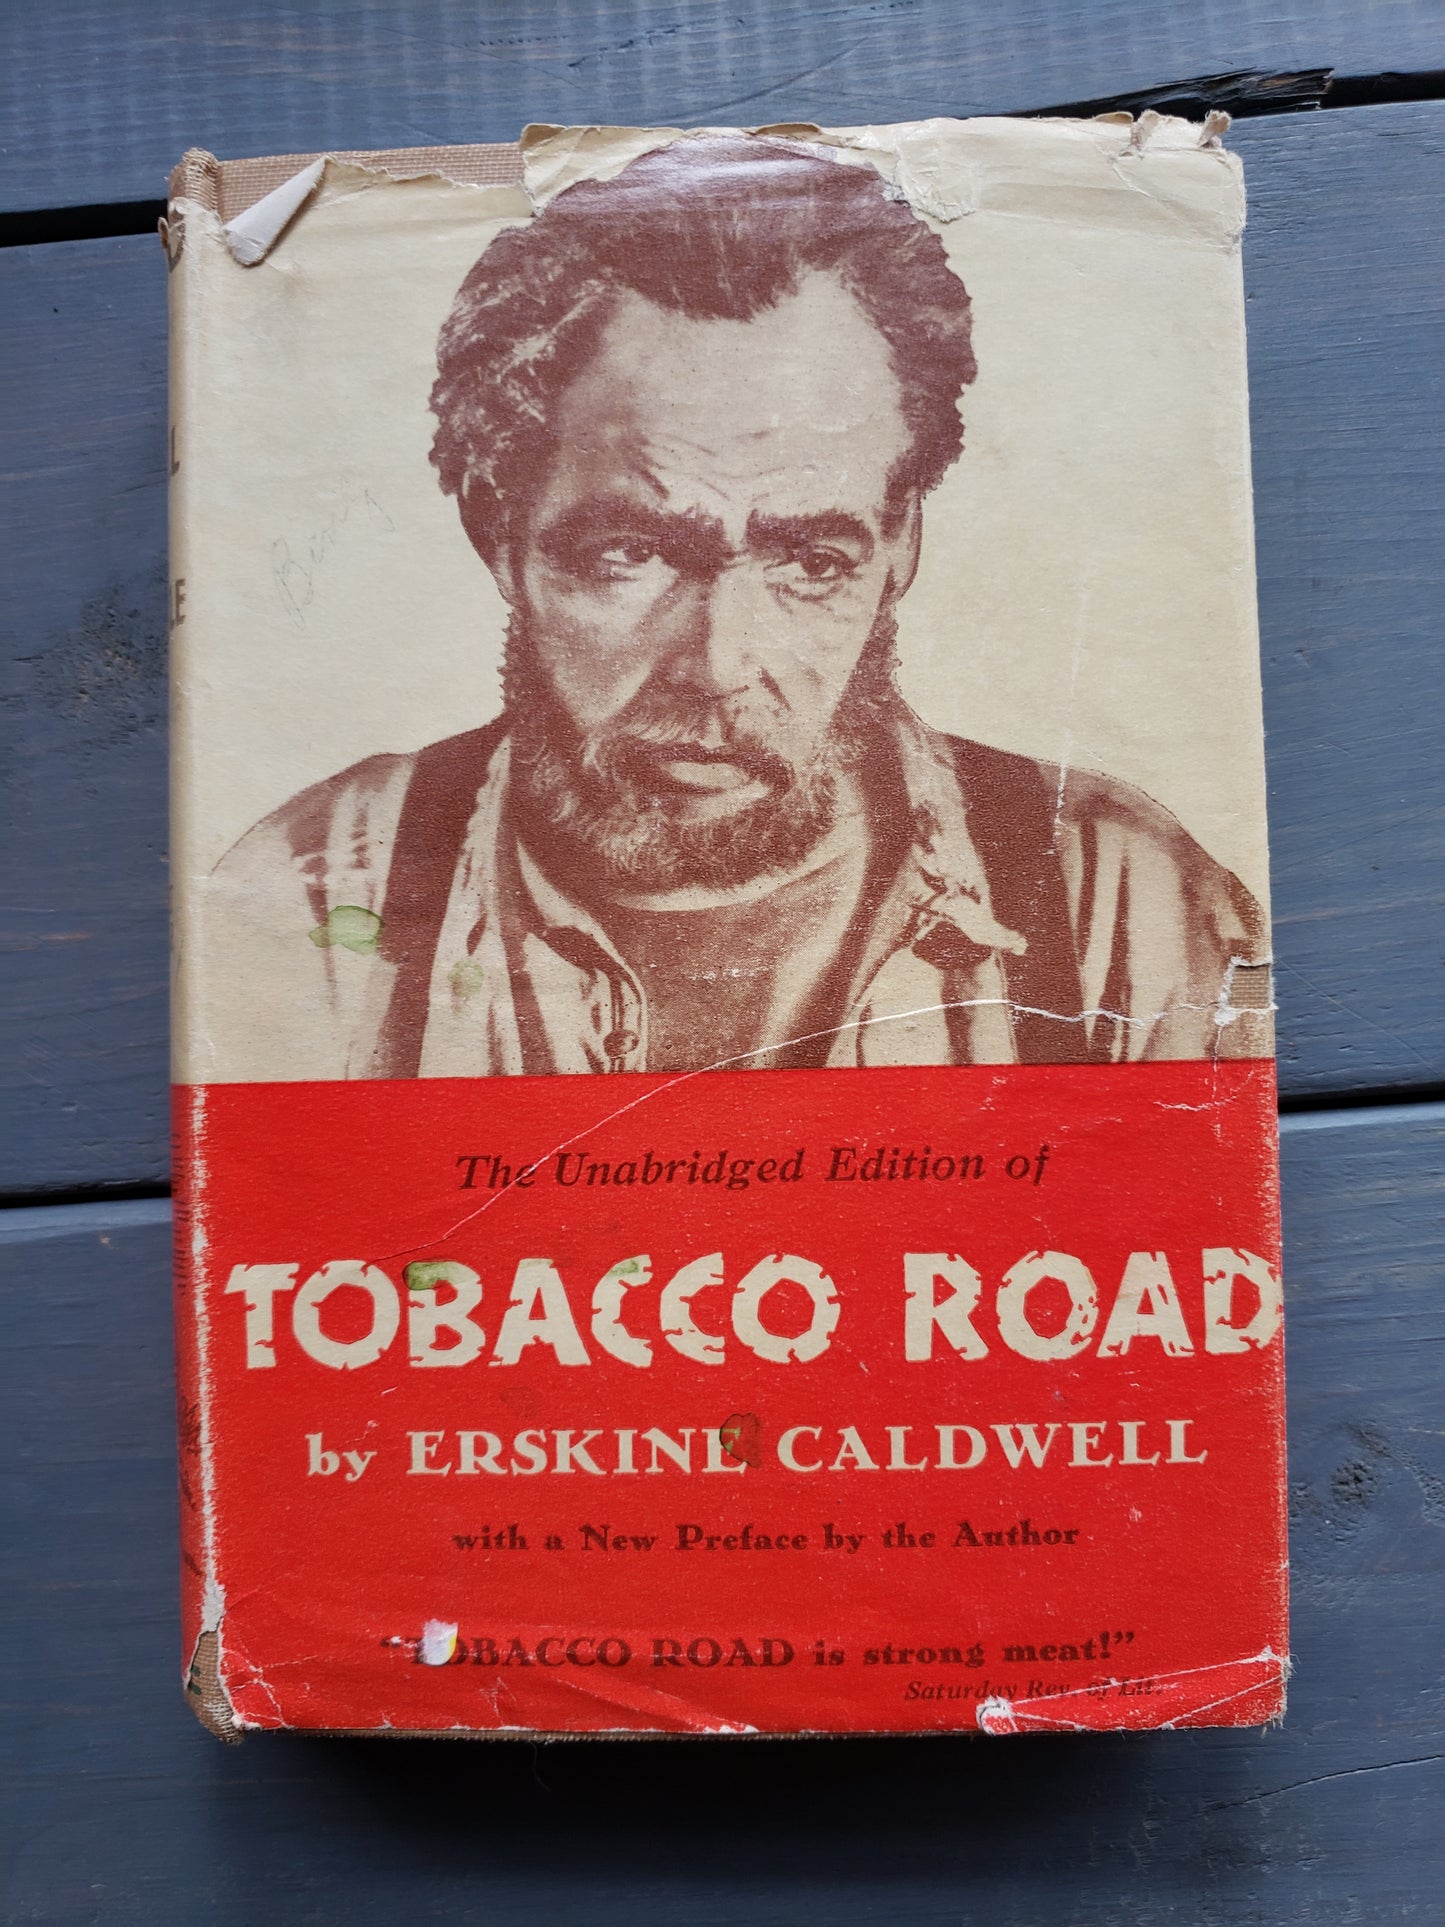 The Unabridged Edition of
TOBACCO ROAD
by ERSKINE CALDWELL
with a New Preface by the Author
"TOBACCO ROAD is strong meat!"
Saturday Rev. of Lit.